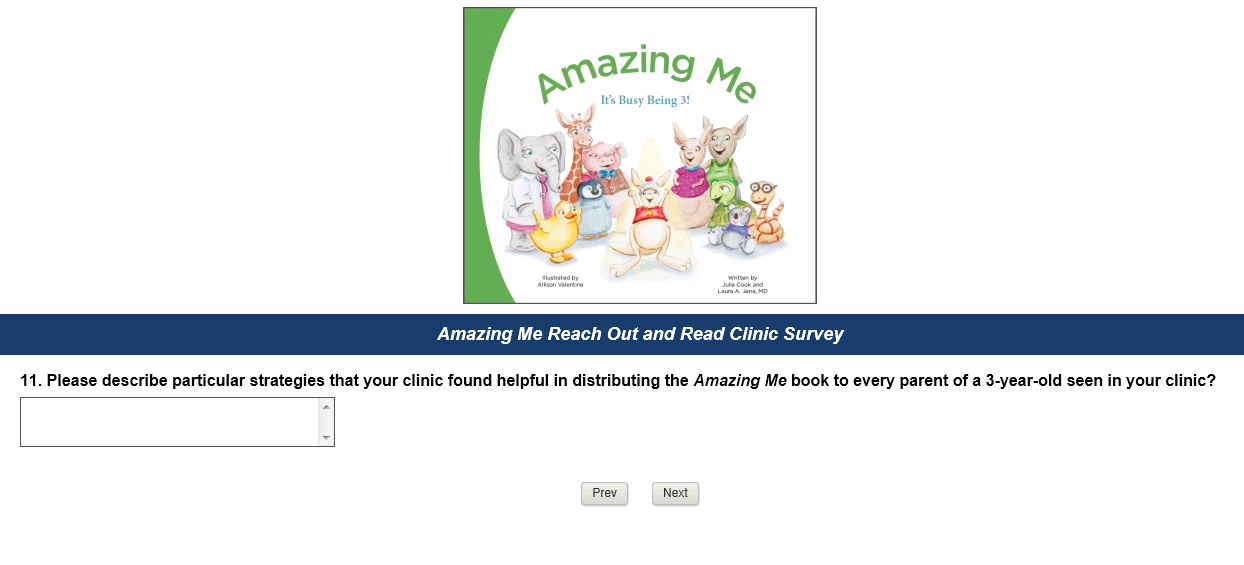 Amazing Me
It's Busy Being 3!
Illustrated by
Allison Valentine
Written by
Julia Cook and
Laura A. Jana, MD
Amazing Me Reach Out and Read Clinic Survey
11. Please describe particular strategies that your clinic found helpful in distributing the Amazing Me book to every parent of a 3-year-old seen in your clinic?
Prev
Next